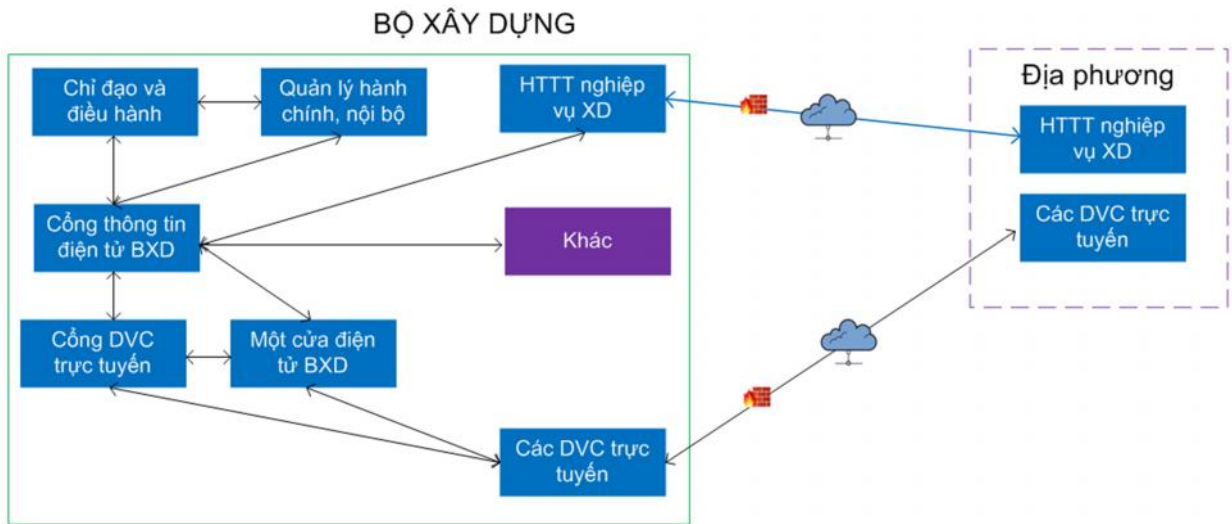 BỘ XÂY DỰNG
Chỉ đạo và
điều hành
Quản lý hành
chính, nội bộ
HTTT nghiệp
vụ XD
Địa phương
HTTT nghiệp
vụ XD
Cổng thông tin
điện tử BXD
Khác
Các DVC trực
tuyến
Cổng DVC
trực tuyến
Một cửa điện
tử BXD
Các DVC trực
tuyến